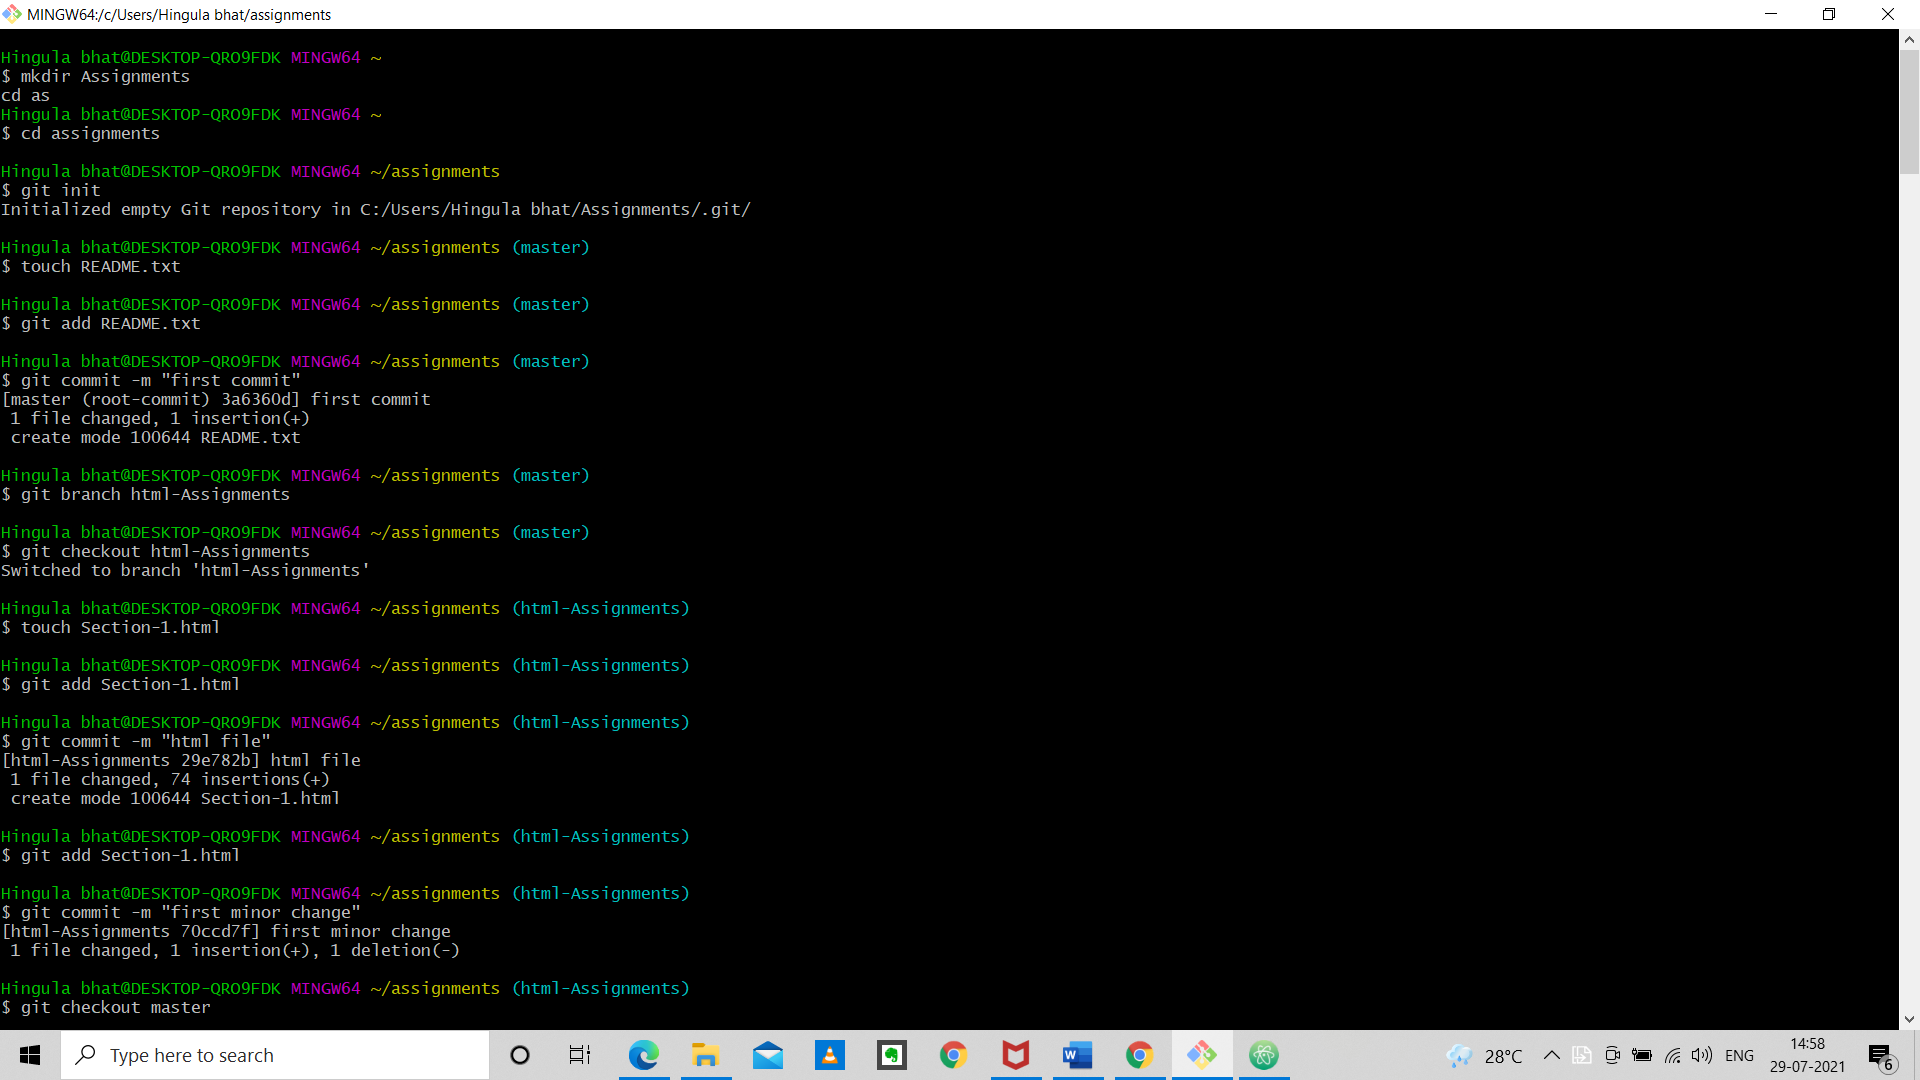 MINGW64:/c/Users/Hingula bhat/assignments
Hingula bhat@DESKTOP-QRO9FDK MINGW64 ~
$ mkdir Assignments
cd as
Hingula bhat@DESKTOP-QRO9FDK MINGW64 ~
$ cd assignments
Hingula bhat@DESKTOP-QRO9FDK MINGW64 ~/assignments
$ git init
Initialized empty Git repository in C:/Users/Hingula bhat/Assignments/.git/
Hingula bhat@DESKTOP-QRO9FDK MINGW64 ~/assignments (master)
$ touch README.txt
Hingula bhat@DESKTOP-QRO9FDK MINGW64 ~/assignments (master)
$ git add README.txt
Hingula bhat@DESKTOP-QRO9FDK MINGW64 ~/assignments (master)
$ git commit -m "first commit"
[master (root-commit) 3a6360d] first commit
 1 file changed, 1 insertion(+)
 create mode 100644 README.txt
Hingula bhat@DESKTOP-QRO9FDK MINGW64 ~/assignments (master)
$ git branch html-Assignments
Hingula bhat@DESKTOP-QRO9FDK MINGW64 ~/assignments (master)
$ git checkout html-Assignments
Switched to branch 'html-Assignments'
Hingula bhat@DESKTOP-QRO9FDK MINGW64 ~/assignments (html-Assignments)
$ touch Section-1.html
Hingula bhat@DESKTOP-QRO9FDK MINGW64 ~/assignments (html-Assignments)
$ git add Section-1.html
Hingula bhat@DESKTOP-QRO9FDK MINGW64 ~/assignments (html-Assignments)
$ git commit -m "html file"
[html-Assignments 29e782b] html file
 1 file changed, 74 insertions(+)
 create mode 100644 Section-1.html
Hingula bhat@DESKTOP-QRO9FDK MINGW64 ~/assignments (html-Assignments)
$ git add Section-1.html
Hingula bhat@DESKTOP-QRO9FDK MINGW64 ~/assignments (html-Assignments)
$ git commit -m "first minor change"
[html-Assignments 70ccd7f] first minor change
 1 file changed, 1 insertion(+), 1 deletion(-)
Hingula bhat@DESKTOP-QRO9FDK MINGW64 ~/assignments (html-Assignments)
$ git checkout master
Type here to search
W
28°C
ENG
14:58
29-07-2021
6